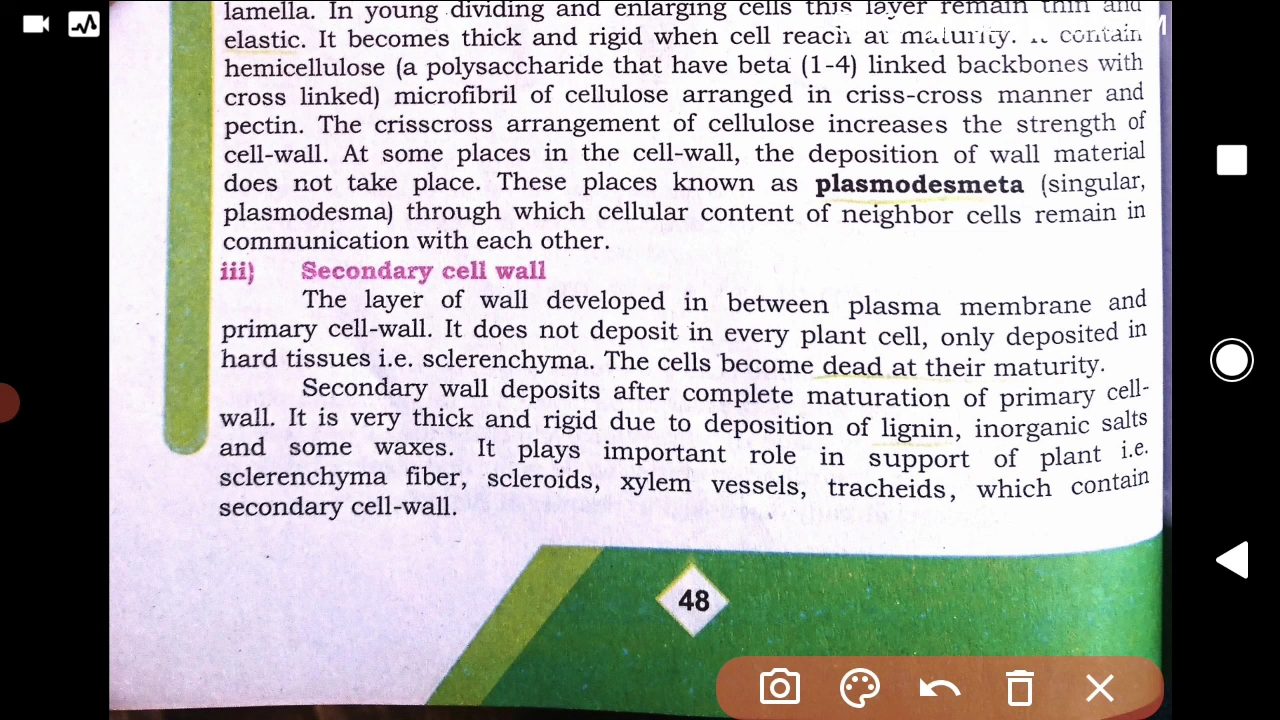 lamella. In young dividing and enlarging cells this layer remain thin and
elastic. It becomes thick and rigid when cell reach at maturity. It contain
hemicellulose (a polysaccharide that have beta (1-4) linked backbones with
cross linked) microfibril of cellulose arranged in criss-cross manner and
pectin. The crisscross arrangement of cellulose increases the strength of
cell-wall. At some places in the cell-wall, the deposition of wall material
does not take place. These places known as plasmodesmeta (singular,
plasmodesma) through which cellular content of neighbor cells remain in
communication with each other.
iii) Secondary cell wall
The layer of wall developed in between plasma membrane and
primary cell-wall. It does not deposit in every plant cell, only deposited in
hard tissues i.e. sclerenchyma. The cells become dead at their maturity.
Secondary wall deposits after complete maturation of primary cell-
wall. It is very thick and rigid due to deposition of lignin, inorganic salts
and some waxes. It plays important role in support of plant i.e.
sclerenchyma fiber, scleroids, xylem vessels, tracheids, which contain
secondary cell-wall.
48